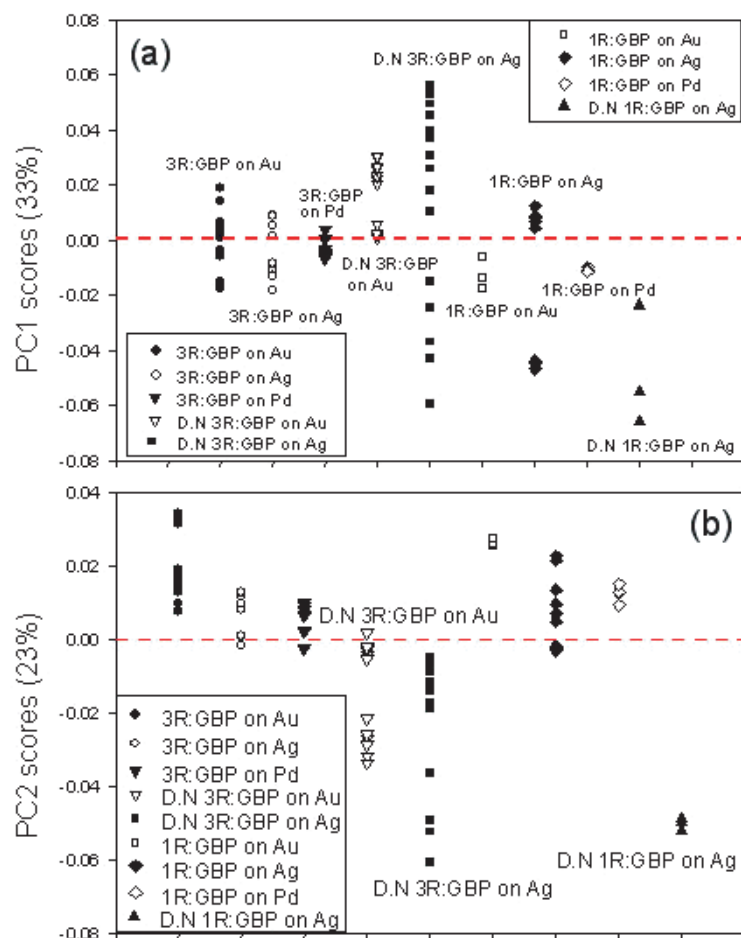 (a)
PC1 scores (33%)
0.08
0.06
0.04
0.02
0.00
-0.02
-0.04
-0.06
-0.08
D.N 3R:GBP on Ag
1R:GBP on Au
1R:GBP on Ag
1R:GBP on Pd
D.N 1R:GBP on Ag
3R:GBP on Au
3R:GBP
on Pd
1R:GBP on Ag
D.N 3R:GBP
on Au
3R:GBP on Ag
1R:GBP on Pd
1R:GBP on Au
3R:GBP on Au
3R:GBP on Ag
3R:GBP on Pd
D.N 3R:GBP on Au
D.N 3R:GBP on Ag
D.N 1R:GBP on Ag
(b)
PC2 scores (23%)
0.04
0.02
0.00
-0.02
-0.04
-0.06
-0.08
D.N 3R:GBP on Au
3R:GBP on Au
3R:GBP on Ag
3R:GBP on Pd
D.N 3R:GBP on Au
D.N 3R:GBP on Ag
1R:GBP on Au
1R:GBP on Ag
1R:GBP on Pd
D.N 1R:GBP on Ag
D.N 1R:GBP on Ag
D.N 3R:GBP on Ag